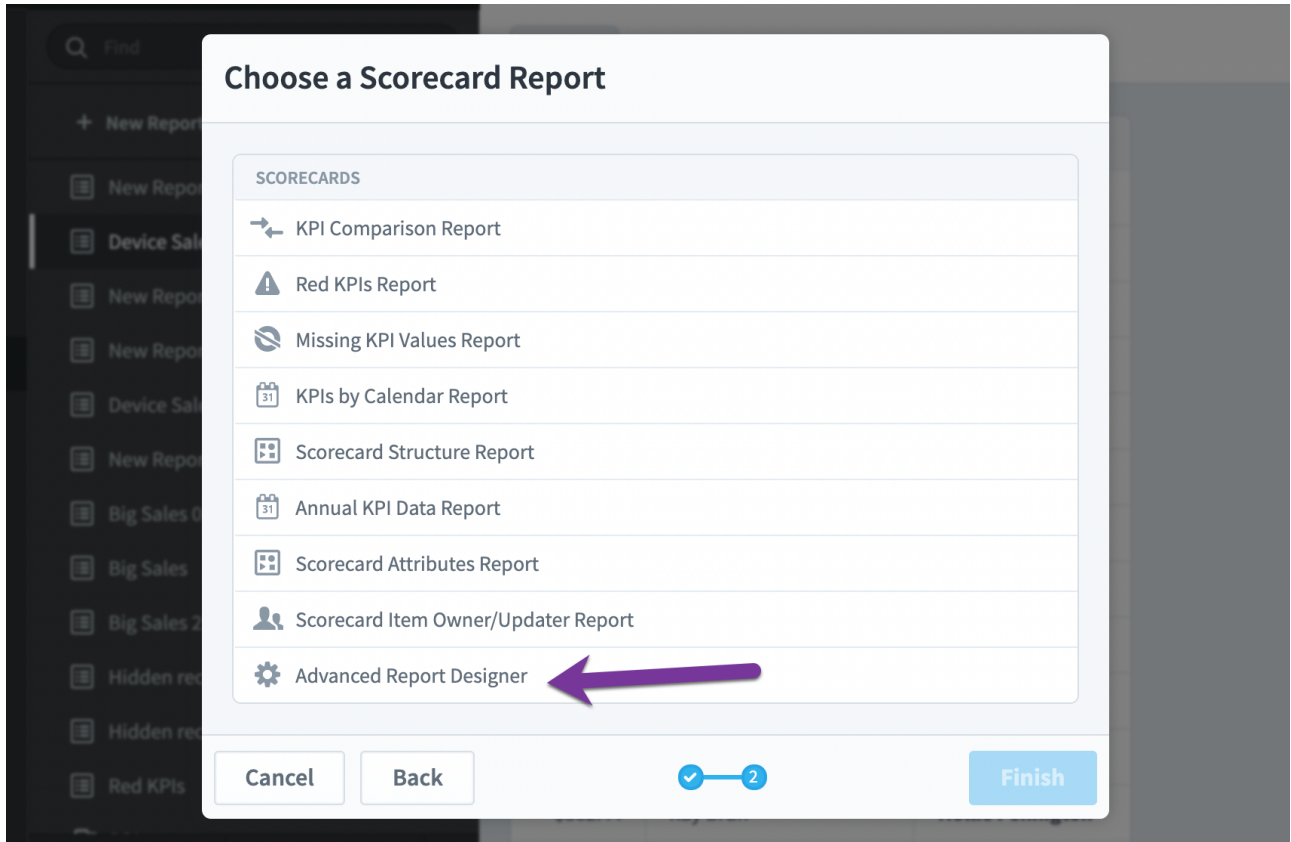 Find
Choose a Scorecard Report
+ New Report
SCORECARDS
New Repo
KPI Comparison Report
Device Sal
Red KPIs Report
New Repo
Missing KPI Values Report
New Repo
31 KPIs by Calendar Report
Device Sal
Scorecard Structure Report
New Repo
31 Annual KPI Data Report
Big Sales 0
Scorecard Attributes Report
Big Sales
Scorecard Item Owner/Updater Report
Big Sales 2
Advanced Report Designer
Hidden rec
Hidden rec
Red KPIs
Cancel Back 2 Finish